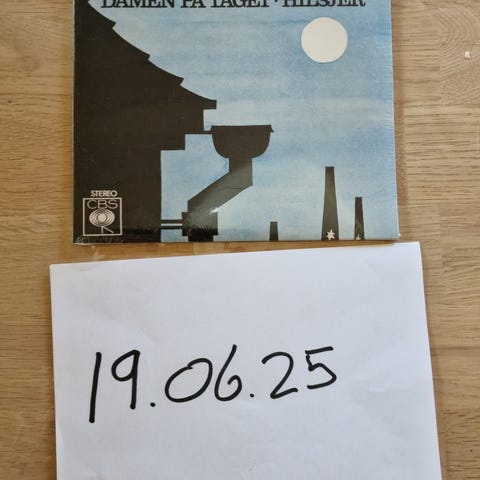 DAMEN PÅ TAGET · HILSJER
STEREO
CBS
19.06.25